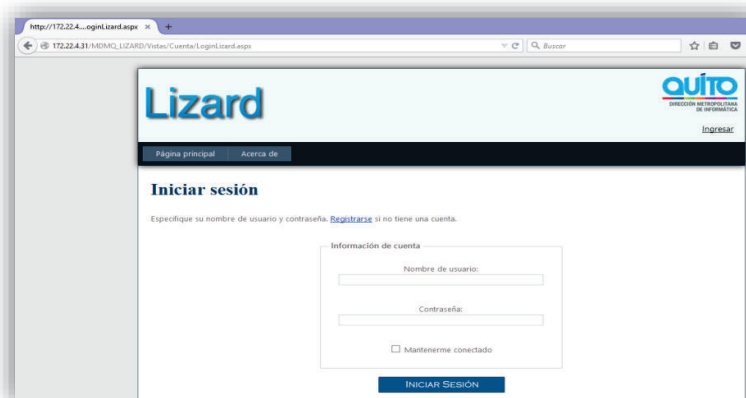 http://172.22.4....oginLizard.aspx × +
172.22.4.31/MDMQ_LIZARD/Vistas/Cuenta/LoginLizard.aspx
Buscar
Lizard
QUITO
DIRECCIÓN METROPOLITANA
DE INFORMÁTICA
Ingresar
Página principal Acerca de
Iniciar sesión
Especifique su nombre de usuario y contraseña. Registrarse si no tiene una cuenta.
Información de cuenta
Nombre de usuario:
Contraseña:
Mantenerme conectado
INICIAR SESIÓN